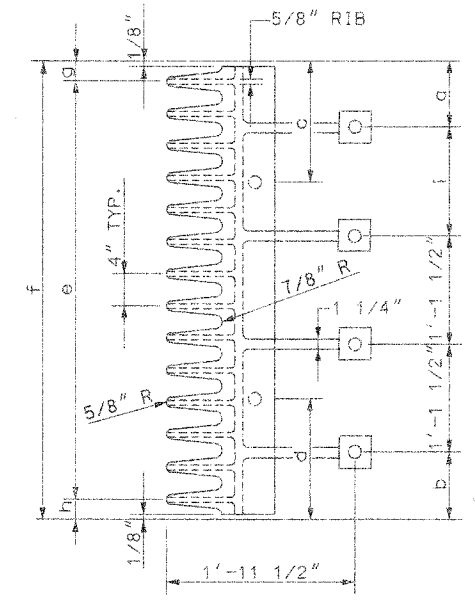 1/8"
5/8" RIB
g
a
c
i
4" TYP.
e
f
7/8" R
1 1/4"
1'-1 1/2"
1'-1 1/2"
5/8" R
d
b
h
1/8"
1'-11 1/2"